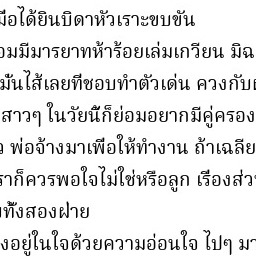 มื่อได้ยินบิดาหัวเราะขบขัน
อมมีมารยาทห้าร้อยเล่มเกวียน มิฉ
มั่นไส้เลยที่ชอบทำตัวเด่น ควงกับ
สาวๆ ในวัยนี้ก็ย่อมอยากมีคู่ครอง
พ่อจ้างมาเพื่อให้ทำงาน ถ้าเฉลีย
ราก็ควรพอใจไม่ใช่หรือลูก เรื่องส่ว
ทั้งสองฝ่าย
งอยู่ในใจด้วยความอ่อนใจ ไปๆ มา